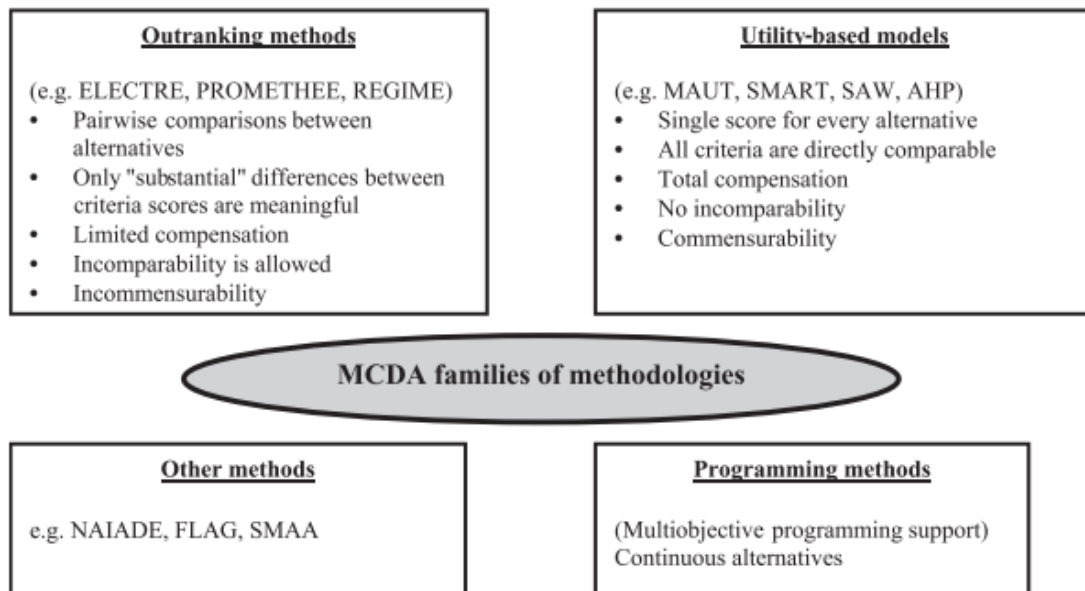 Outranking methods
(e.g. ELECTRE, PROMETHEE, REGIME)
• Pairwise comparisons between
alternatives
• Only "substantial" differences between
criteria scores are meaningful
• Limited compensation
• Incomparability is allowed
• Incommensurability
Utility-based models
(e.g. MAUT, SMART, SAW, AHP)
• Single score for every alternative
• All criteria are directly comparable
• Total compensation
• No incomparability
• Commensurability
MCDA families of methodologies
Other methods
e.g. NAIADE, FLAG, SMAA
Programming methods
(Multiobjective programming support)
Continuous alternatives